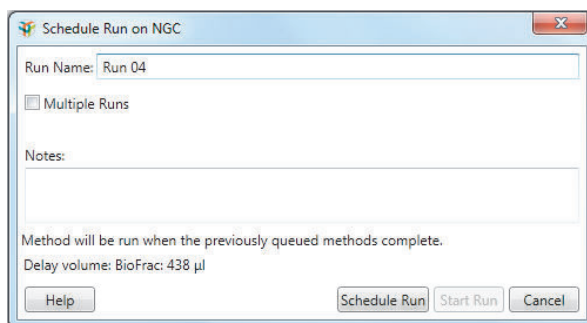 Schedule Run on NGC
Run Name: Run 04
Multiple Runs
Notes:
Method will be run when the previously queued methods complete.
Delay volume: BioFrac: 438 µl
Help Schedule Run Start Run Cancel